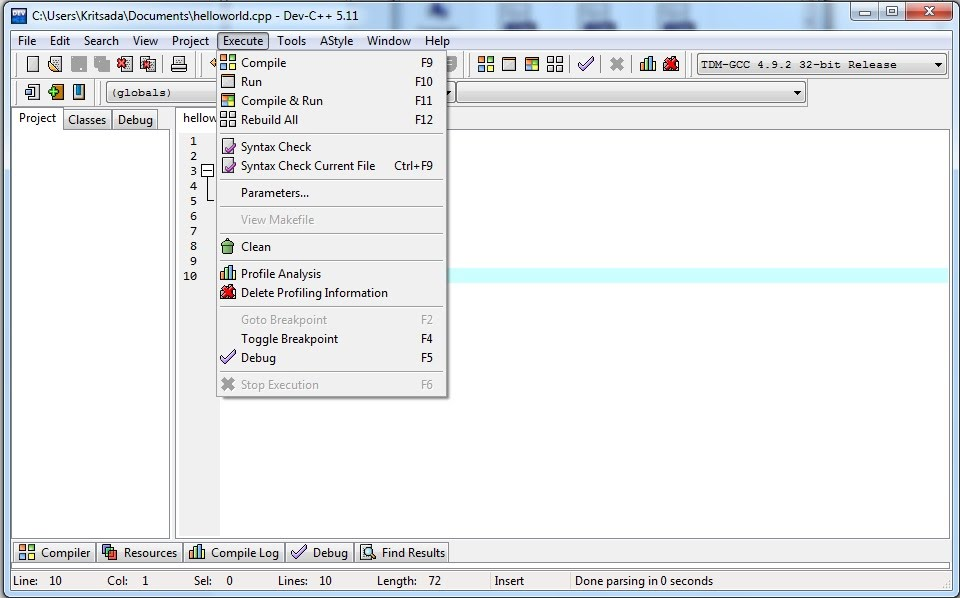 C:\Users\Kritsada\Documents\helloworld.cpp - Dev-C++ 5.11
File Edit Search View Project Execute Tools AStyle Window Help
TDM-GCC 4.9.2 32-bit Release
(globals)
Project Classes Debug
hellow
Compile F9
Run F10
Compile & Run F11
Rebuild All F12
Syntax Check
Syntax Check Current File Ctrl+F9
Parameters...
View Makefile
Clean
Profile Analysis
Delete Profiling Information
Goto Breakpoint F2
Toggle Breakpoint F4
Debug F5
Stop Execution F6
1
2
3
4
5
6
7
8
9
10
Compiler Resources Compile Log Debug Find Results
Line: 10 Col: 1 Sel: 0 Lines: 10 Length: 72 Insert Done parsing in 0 seconds